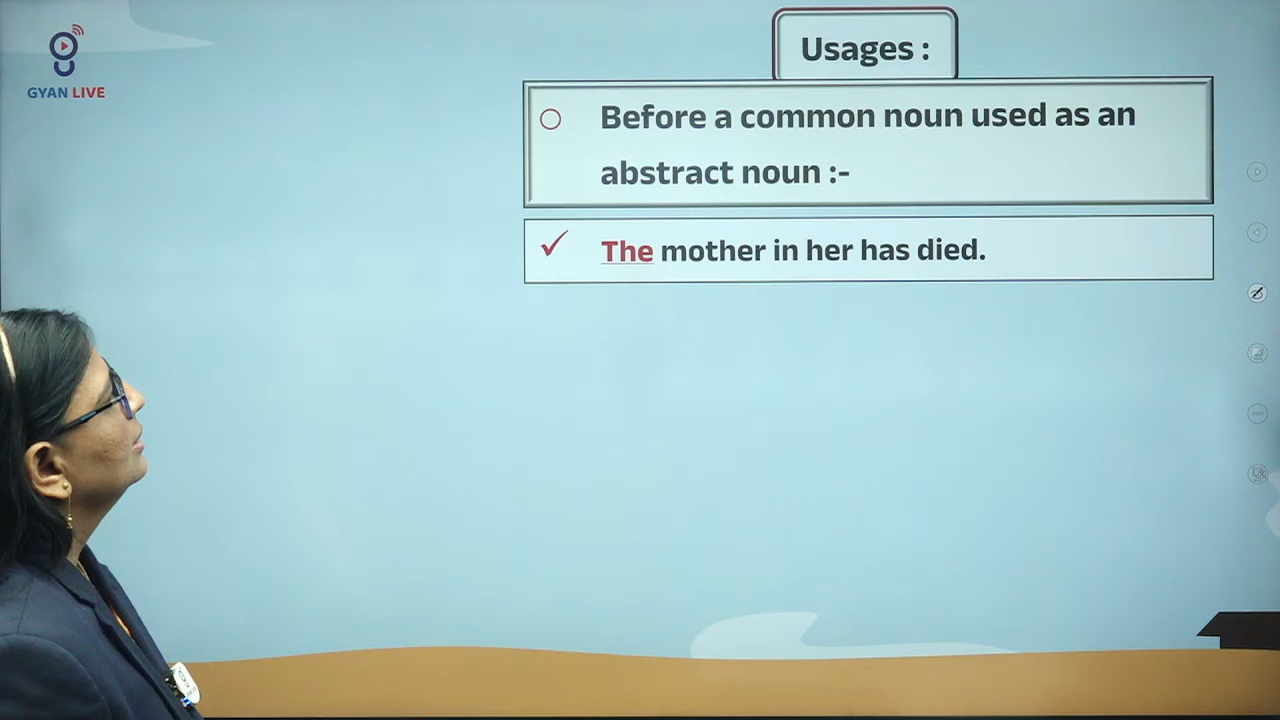 GYAN LIVE
Usages :
Before a common noun used as an
abstract noun :-
The mother in her has died.